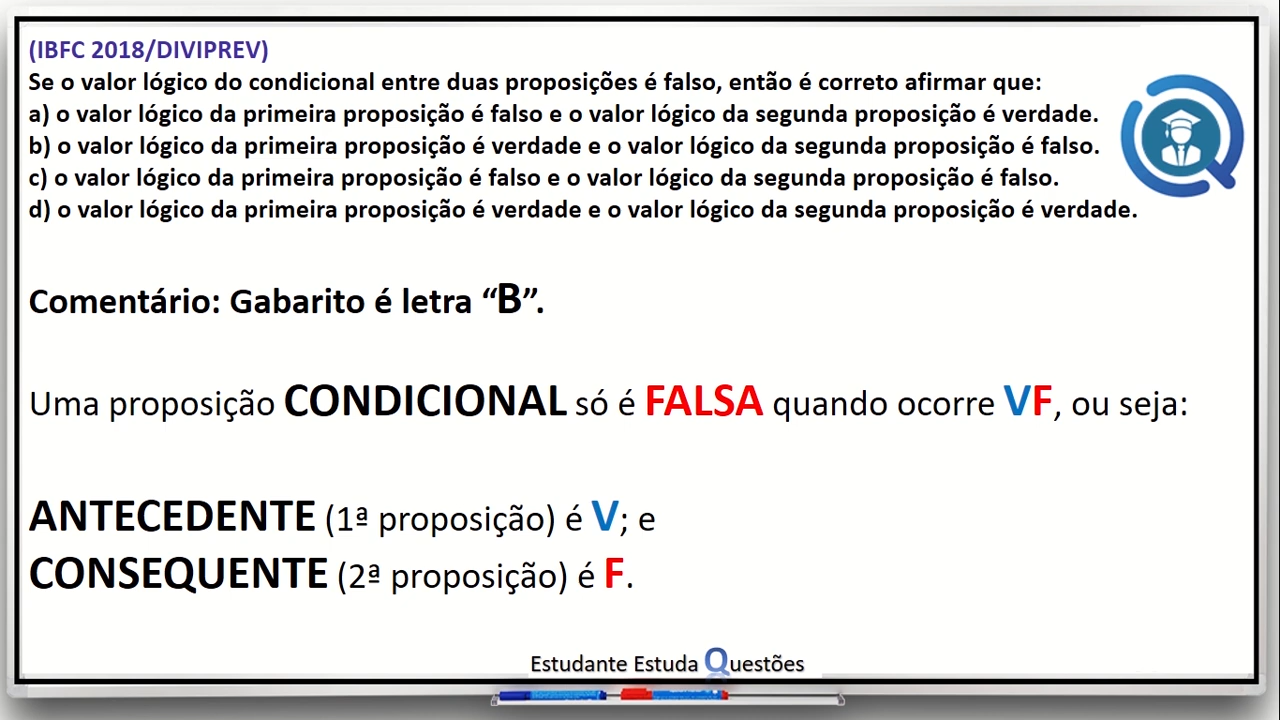 (IBFC 2018/DIVIPREV)
Se o valor lógico do condicional entre duas proposições é falso, então é correto afirmar que:
a) o valor lógico da primeira proposição é falso e o valor lógico da segunda proposição é verdade.
b) o valor lógico da primeira proposição é verdade e o valor lógico da segunda proposição é falso.
c) o valor lógico da primeira proposição é falso e o valor lógico da segunda proposição é falso.
d) o valor lógico da primeira proposição é verdade e o valor lógico da segunda proposição é verdade.
Comentário: Gabarito é letra “B”.
Uma proposição CONDICIONAL só é FALSA quando ocorre VF, ou seja:
ANTECEDENTE (1ª proposição) é V; e
CONSEQUENTE (2ª proposição) é F.
Estudante Estuda Questões